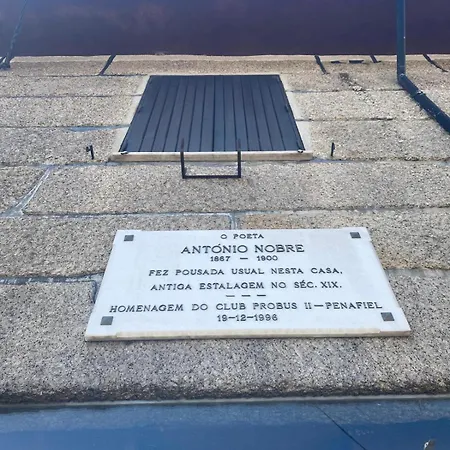 O POETA
ANTÓNIO NOBRE
1867 — 1900
FEZ POUSADA USUAL NESTA CASA,
ANTIGA ESTALAGEM NO SÉC. XIX.
— — —
HOMENAGEM DO CLUB PROBUS II — PENAFIEL
19-12-1996